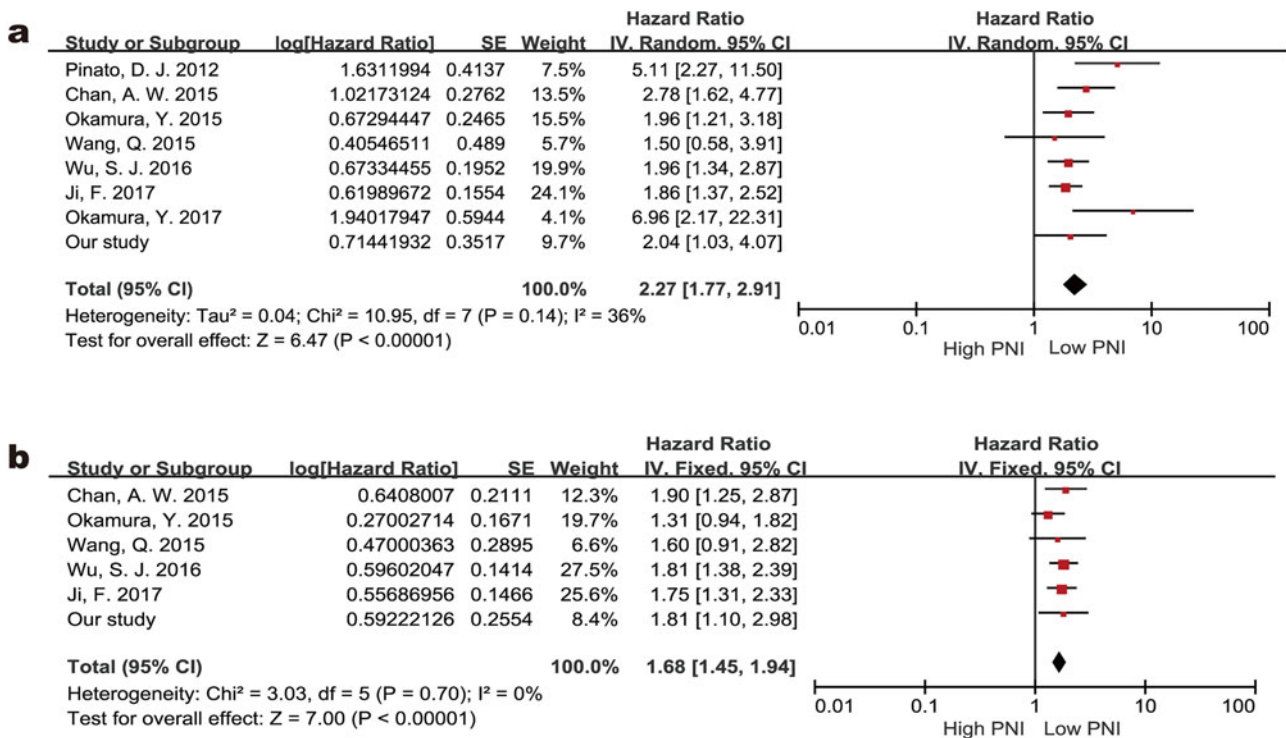 a
Hazard Ratio Hazard Ratio
Study or Subgroup log[Hazard Ratio] SE Weight IV. Random. 95% CI IV. Random. 95% CI
Pinato, D. J. 2012 1.6311994 0.4137 7.5% 5.11 [2.27, 11.50]
Chan, A. W. 2015 1.02173124 0.2762 13.5% 2.78 [1.62, 4.77]
Okamura, Y. 2015 0.67294447 0.2465 15.5% 1.96 [1.21, 3.18]
Wang, Q. 2015 0.40546511 0.489 5.7% 1.50 [0.58, 3.91]
Wu, S. J. 2016 0.67334455 0.1952 19.9% 1.96 [1.34, 2.87]
Ji, F. 2017 0.61989672 0.1554 24.1% 1.86 [1.37, 2.52]
Okamura, Y. 2017 1.94017947 0.5944 4.1% 6.96 [2.17, 22.31]
Our study 0.71441932 0.3517 9.7% 2.04 [1.03, 4.07]
Total (95% CI) 100.0% 2.27 [1.77, 2.91]
Heterogeneity: Tau² = 0.04; Chi² = 10.95, df = 7 (P = 0.14); I² = 36%
Test for overall effect: Z = 6.47 (P < 0.00001)
0.01 0.1 1 10 100
High PNI Low PNI
b
Hazard Ratio Hazard Ratio
Study or Subgroup log[Hazard Ratio] SE Weight IV. Fixed. 95% CI IV. Fixed. 95% CI
Chan, A. W. 2015 0.6408007 0.2111 12.3% 1.90 [1.25, 2.87]
Okamura, Y. 2015 0.27002714 0.1671 19.7% 1.31 [0.94, 1.82]
Wang, Q. 2015 0.47000363 0.2895 6.6% 1.60 [0.91, 2.82]
Wu, S. J. 2016 0.59602047 0.1414 27.5% 1.81 [1.38, 2.39]
Ji, F. 2017 0.55686956 0.1466 25.6% 1.75 [1.31, 2.33]
Our study 0.59222126 0.2554 8.4% 1.81 [1.10, 2.98]
Total (95% CI) 100.0% 1.68 [1.45, 1.94]
Heterogeneity: Chi² = 3.03, df = 5 (P = 0.70); I² = 0%
Test for overall effect: Z = 7.00 (P < 0.00001)
0.01 0.1 1 10 100
High PNI Low PNI